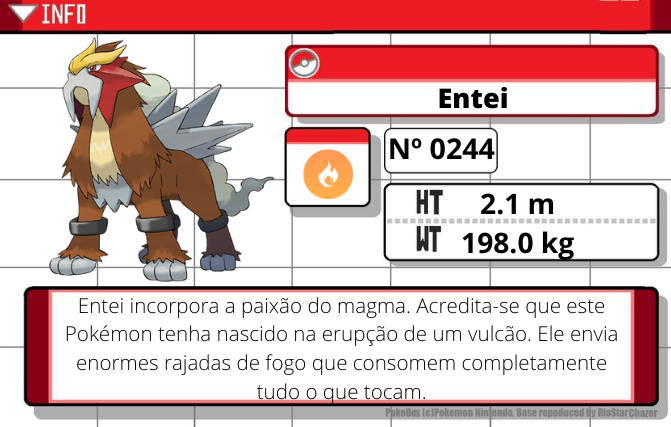 INFO
Entei
Nº 0244
HT 2.1 m
WT 198.0 kg
Entei incorpora a paixão do magma. Acredita-se que este
Pokémon tenha nascido na erupção de um vulcão. Ele envia
enormes rajadas de fogo que consomem completamente
tudo o que tocam.
PokeDex (c)Pokemon Nintendo. Base reproduced by RiaStarChazer